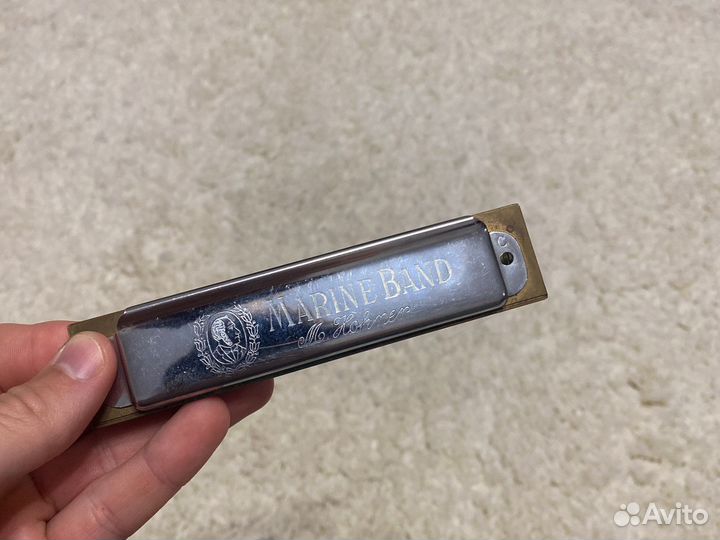 C
MARINE BAND
M. Hohner
Avito